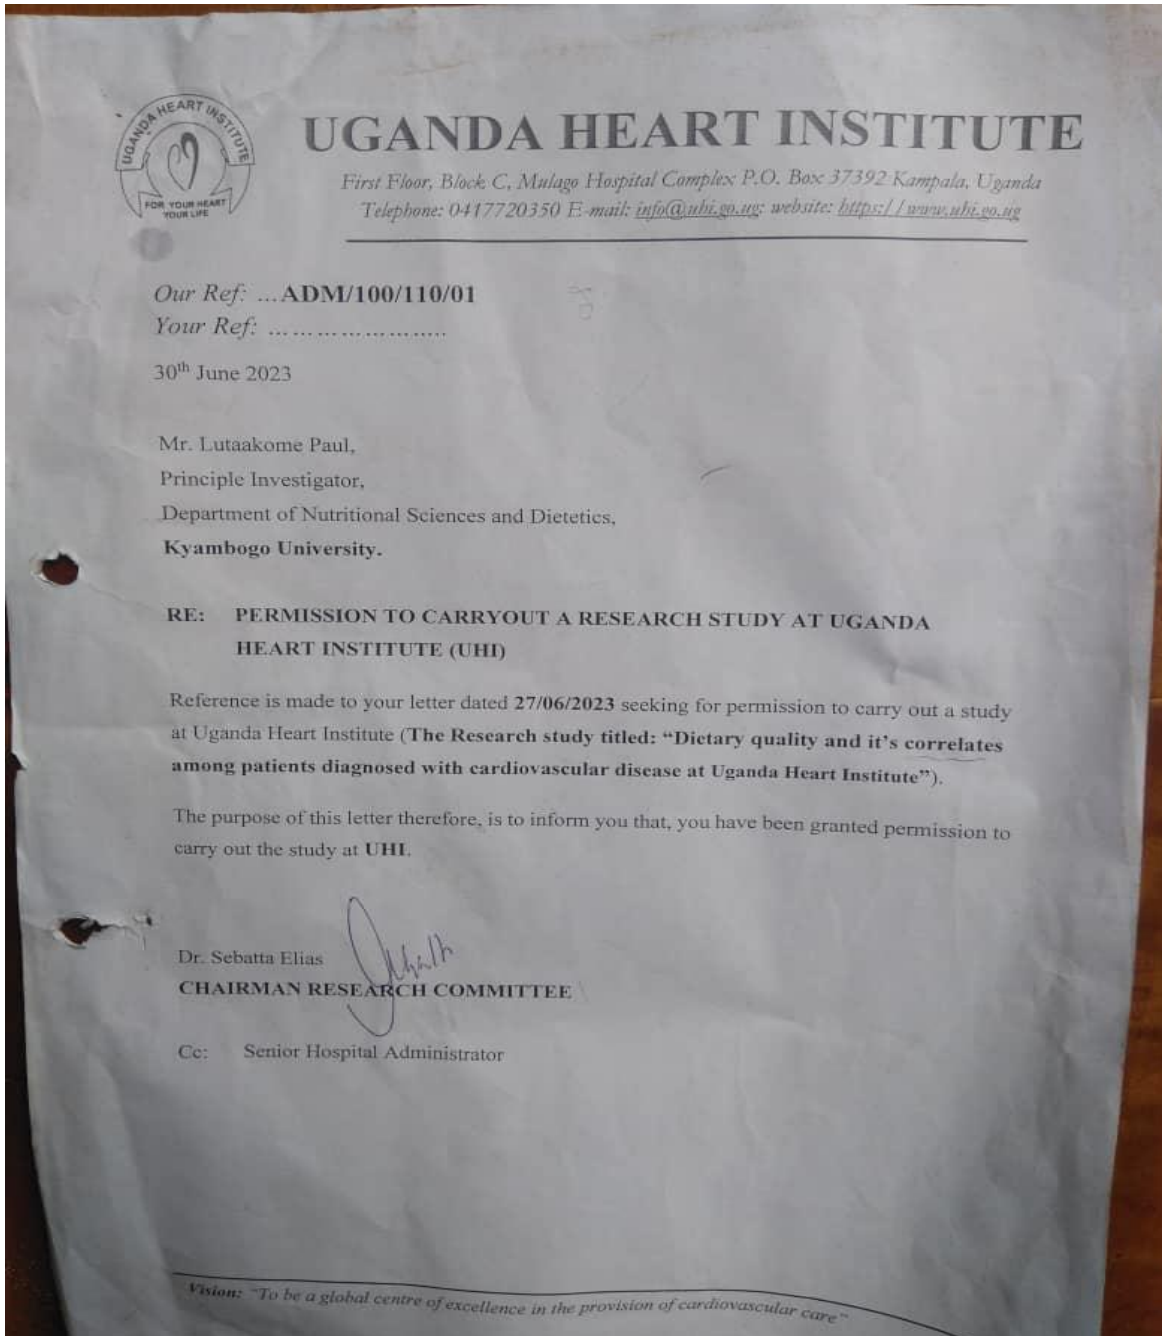 UGANDA HEART INSTITUTE
FOR YOUR HEART
YOUR LIFE
UGANDA HEART INSTITUTE
First Floor, Block C, Mulago Hospital Complex P.O. Box 37392 Kampala, Uganda
Telephone: 0417720350 E-mail: info@uhi.go.ug; website: https://www.uhi.go.ug
Our Ref: ...ADM/100/110/01
Your Ref: ........................
30th June 2023
Mr. Lutaakome Paul,
Principle Investigator,
Department of Nutritional Sciences and Dietetics,
Kyambogo University.
RE: PERMISSION TO CARRYOUT A RESEARCH STUDY AT UGANDA
HEART INSTITUTE (UHI)
Reference is made to your letter dated 27/06/2023 seeking for permission to carry out a study
at Uganda Heart Institute (The Research study titled: “Dietary quality and it’s correlates
among patients diagnosed with cardiovascular disease at Uganda Heart Institute”).
The purpose of this letter therefore, is to inform you that, you have been granted permission to
carry out the study at UHI.
Dr. Sebatta Elias
CHAIRMAN RESEARCH COMMITTEE
Cc: Senior Hospital Administrator
Vision: “To be a global centre of excellence in the provision of cardiovascular care”